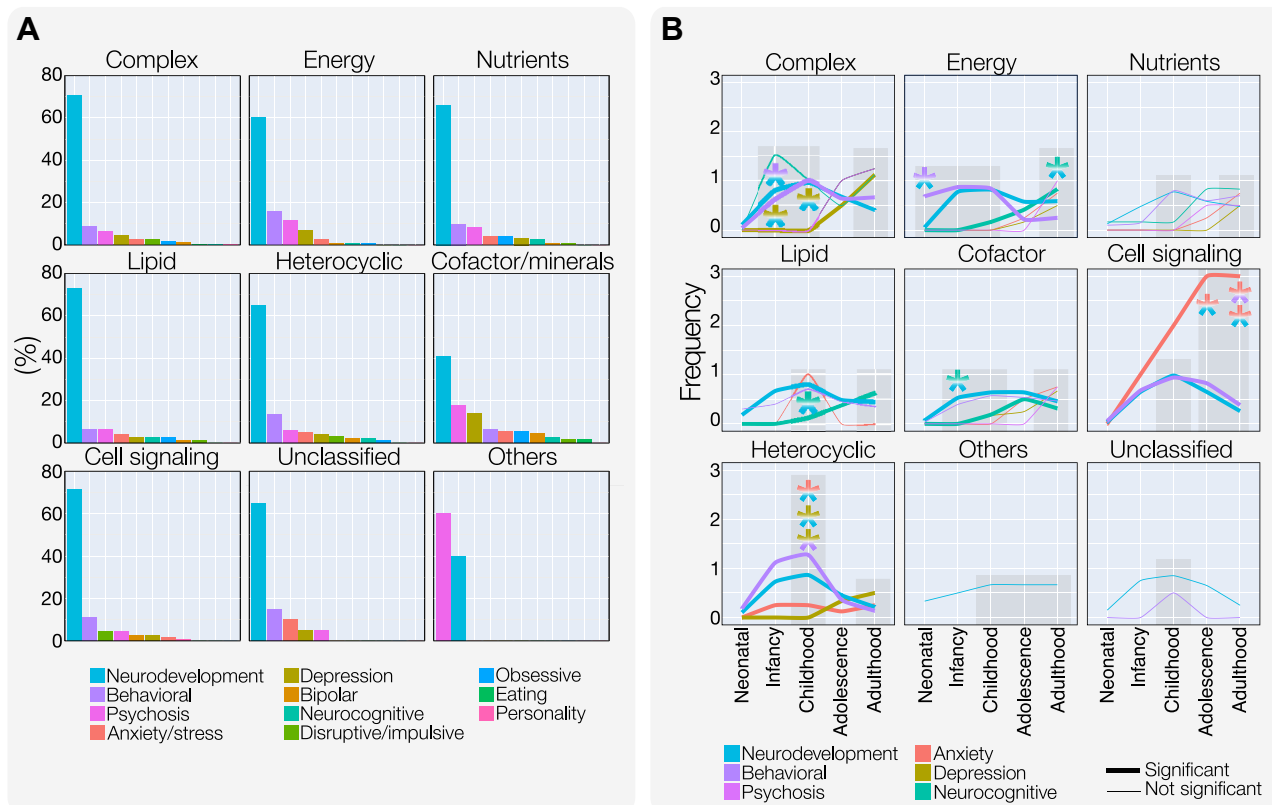 A
Complex Energy Nutrients
80
60
40
20
0
Lipid Heterocyclic Cofactor/minerals
80
60
40
20
0
(%)
Cell signaling Unclassified Others
80
60
40
20
0
Neurodevelopment Depression Obsessive
Behavioral Bipolar Eating
Psychosis Neurocognitive Personality
Anxiety/stress Disruptive/impulsive
B
Complex Energy Nutrients
3
2
1
0
Lipid Cofactor Cell signaling
3
2
1
0
Frequency
Heterocyclic Others Unclassified
3
2
1
0
Neonatal Infancy Childhood Adolescence Adulthood
Neonatal Infancy Childhood Adolescence Adulthood
Neonatal Infancy Childhood Adolescence Adulthood
Neurodevelopment Anxiety Significant
Behavioral Depression Not significant
Psychosis Neurocognitive